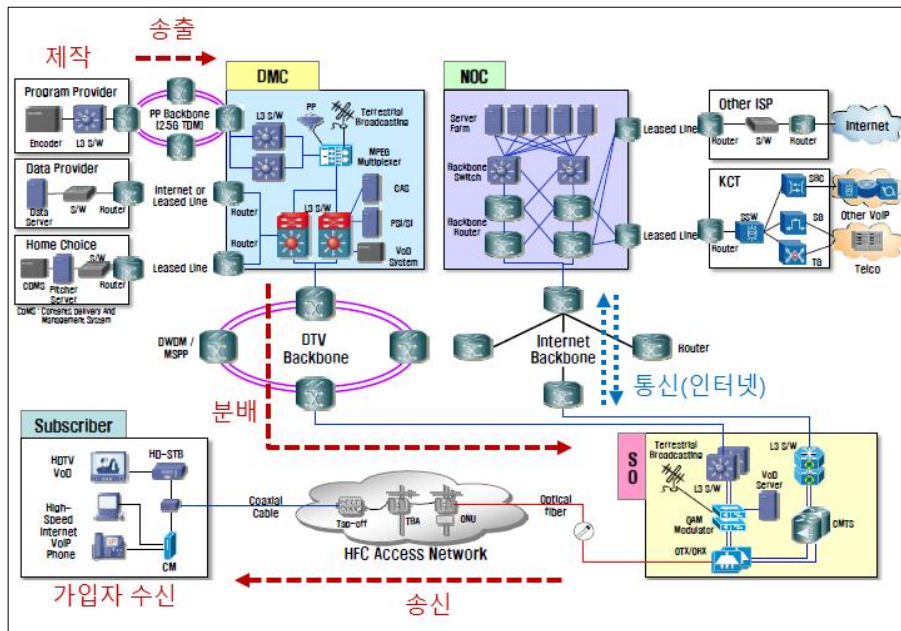 제작
송출
Program Provider
Encoder
L3 S/W
PP Backbone
(2.5G TDM)
Data Provider
Data
Server
S/W
Router
Internet or
Leased Line
Home Choice
S/W
CDMS
Pitcher
Server
Router
Leased Line
CDMS : Contents Delivery And
Management System
DMC
L3 S/W
PP
Terrestrial
Broadcasting
MPEG
Multiplexer
Router
L3 S/W
CAS
PSI/SI
Router
VoD
System
NOC
Server
Farm
Backbone
Switch
Backbone
Router
Leased Line
Leased Line
Other ISP
Router
S/W
Router
Internet
KCT
Router
SSW
SBC
SG
TG
Other VoIP
Telco
DWDM /
MSPP
DTV
Backbone
Internet
Backbone
Router
분배
통신(인터넷)
Subscriber
HDTV
VoD
HD-STB
High-
Speed
Internet
VoIP
Phone
CM
가입자 수신
Coaxial
Cable
Tap-off
TBA
ONU
HFC Access Network
Optical
fiber
송신
SO
Terrestrial
Broadcasting
L3 S/W
L3 S/W
VoD
Server
QAM
Modulator
CMTS
OTX/ORX